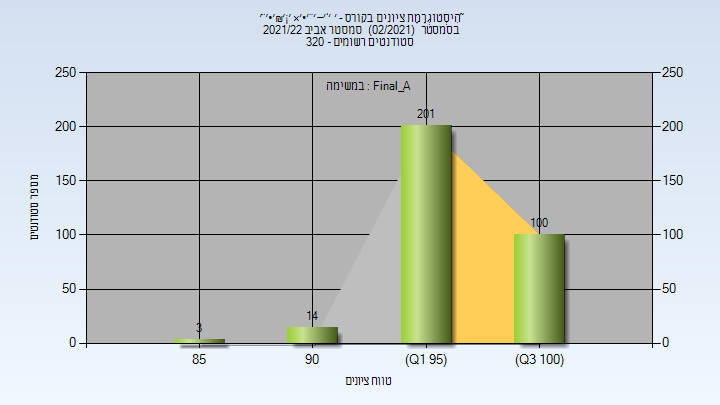 היסטוגרמת ציונים בקורס -
בסמסטר (02/2021) סמסטר אביב 2021/22
סטודנטים רשומים - 320
במשימה : Final_A
250 250
200 200
150 150
100 100
50 50
0 0
201
100
14
3
מספר סטודנטים
85 90 (Q1 95) (Q3 100)
טווח ציונים